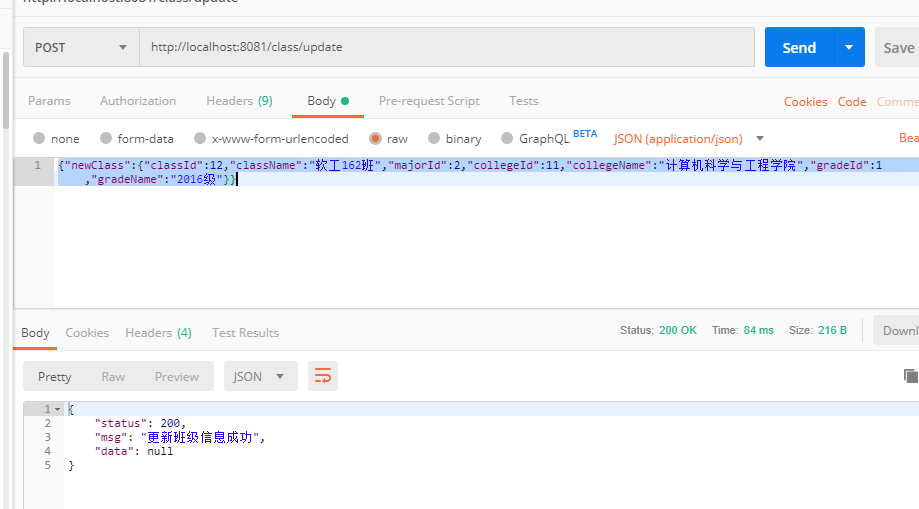 POST http://localhost:8081/class/update Send Save
Params Authorization Headers (9) Body Pre-request Script Tests Cookies Code Comme
none form-data x-www-form-urlencoded raw binary GraphQL BETA JSON (application/json) Bea
1 {"newClass":{"classId":12,"className":"软工162班","majorId":2,"collegeId":11,"collegeName":"计算机科学与工程学院","gradeId":1
,"gradeName":"2016级"}}
Body Cookies Headers (4) Test Results Status: 200 OK Time: 84 ms Size: 216 B Downl
Pretty Raw Preview JSON
1 {
2 "status": 200,
3 "msg": "更新班级信息成功",
4 "data": null
5 }